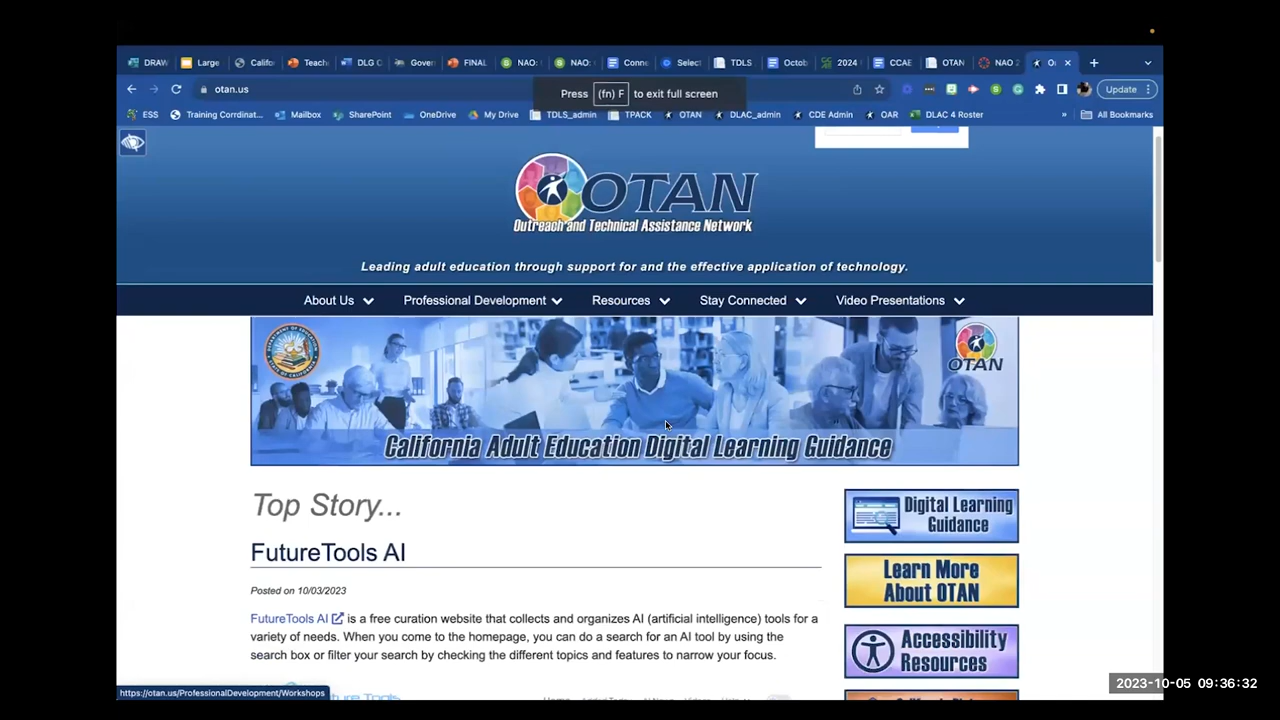 DRAW
Large
Califo
Teach
DLG C
Gover
FINAL
NAO:
NAO:
Conne
Select
TDLS
Octob
2024
CCAE
OTAN
NAO 2
otan.us
Press (fn) F to exit full screen
Update
ESS
Training Corrdinat...
Mailbox
SharePoint
OneDrive
My Drive
TDLS_admin
TPACK
OTAN
DLAC_admin
CDE Admin
OAR
DLAC 4 Roster
»
All Bookmarks
OTAN
Outreach and Technical Assistance Network
Leading adult education through support for and the effective application of technology.
About Us
Professional Development
Resources
Stay Connected
Video Presentations
OTAN
California Adult Education Digital Learning Guidance
Top Story...
Digital Learning
Guidance
FutureTools AI
Learn More
About OTAN
Posted on 10/03/2023
FutureTools AI is a free curation website that collects and organizes AI (artificial intelligence) tools for a
variety of needs. When you come to the homepage, you can do a search for an AI tool by using the
search box or filter your search by checking the different topics and features to narrow your focus.
Accessibility
Resources
https://otan.us/ProfessionalDevelopment/Workshops
2023-10-05 09:36:32